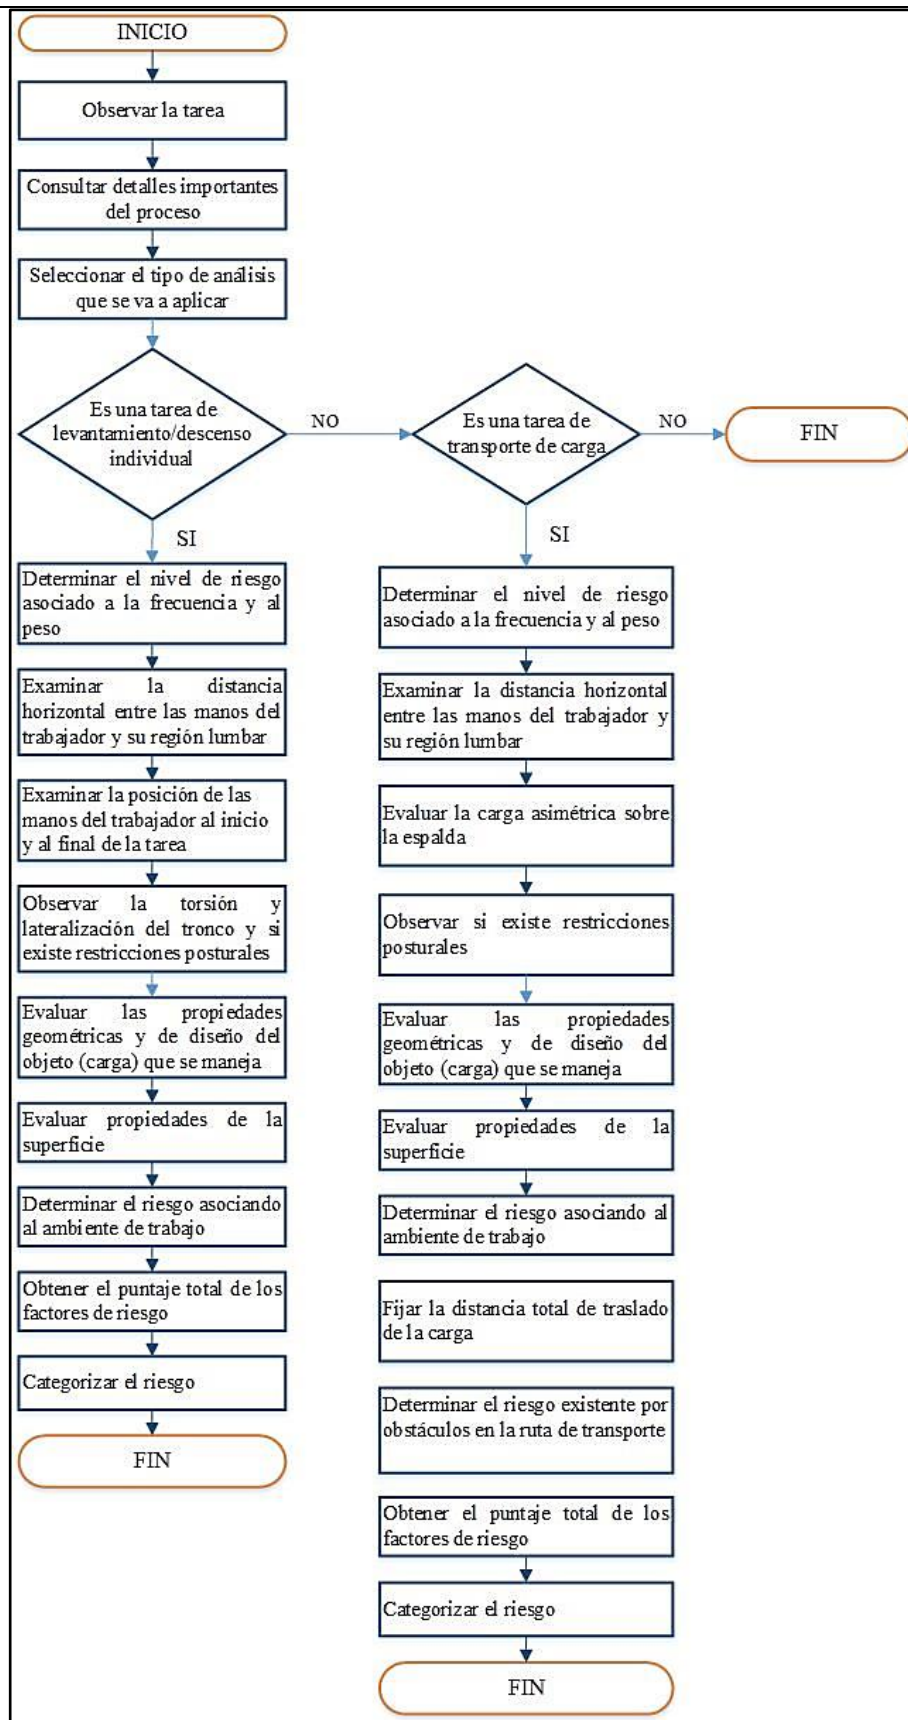 INICIO
Observar la tarea
Consultar detalles importantes
del proceso
Seleccionar el tipo de análisis
que se va a aplicar
Es una tarea de
levantamiento/descenso
individual
NO
Es una tarea de
transporte de carga
NO
FIN
SI
Determinar el nivel de riesgo
asociado a la frecuencia y al
peso
Examinar la distancia
horizontal entre las manos del
trabajador y su región lumbar
Examinar la posición de las
manos del trabajador al inicio
y al final de la tarea
Observar la torsión y
lateralización del tronco y si
existe restricciones posturales
Evaluar las propiedades
geométricas y de diseño del
objeto (carga) que se maneja
Evaluar propiedades de la
superficie
Determinar el riesgo asociando
al ambiente de trabajo
Obtener el puntaje total de los
factores de riesgo
Categorizar el riesgo
FIN
SI
Determinar el nivel de riesgo
asociado a la frecuencia y al peso
Examinar la distancia horizontal
entre las manos del trabajador y
su región lumbar
Evaluar la carga asimétrica sobre
la espalda
Observar si existe restricciones
posturales
Evaluar las propiedades
geométricas y de diseño del
objeto (carga) que se maneja
Evaluar propiedades de la
superficie
Determinar el riesgo asociando al
ambiente de trabajo
Fijar la distancia total de traslado
de la carga
Determinar el riesgo existente por
obstáculos en la ruta de transporte
Obtener el puntaje total de los
factores de riesgo
Categorizar el riesgo
FIN